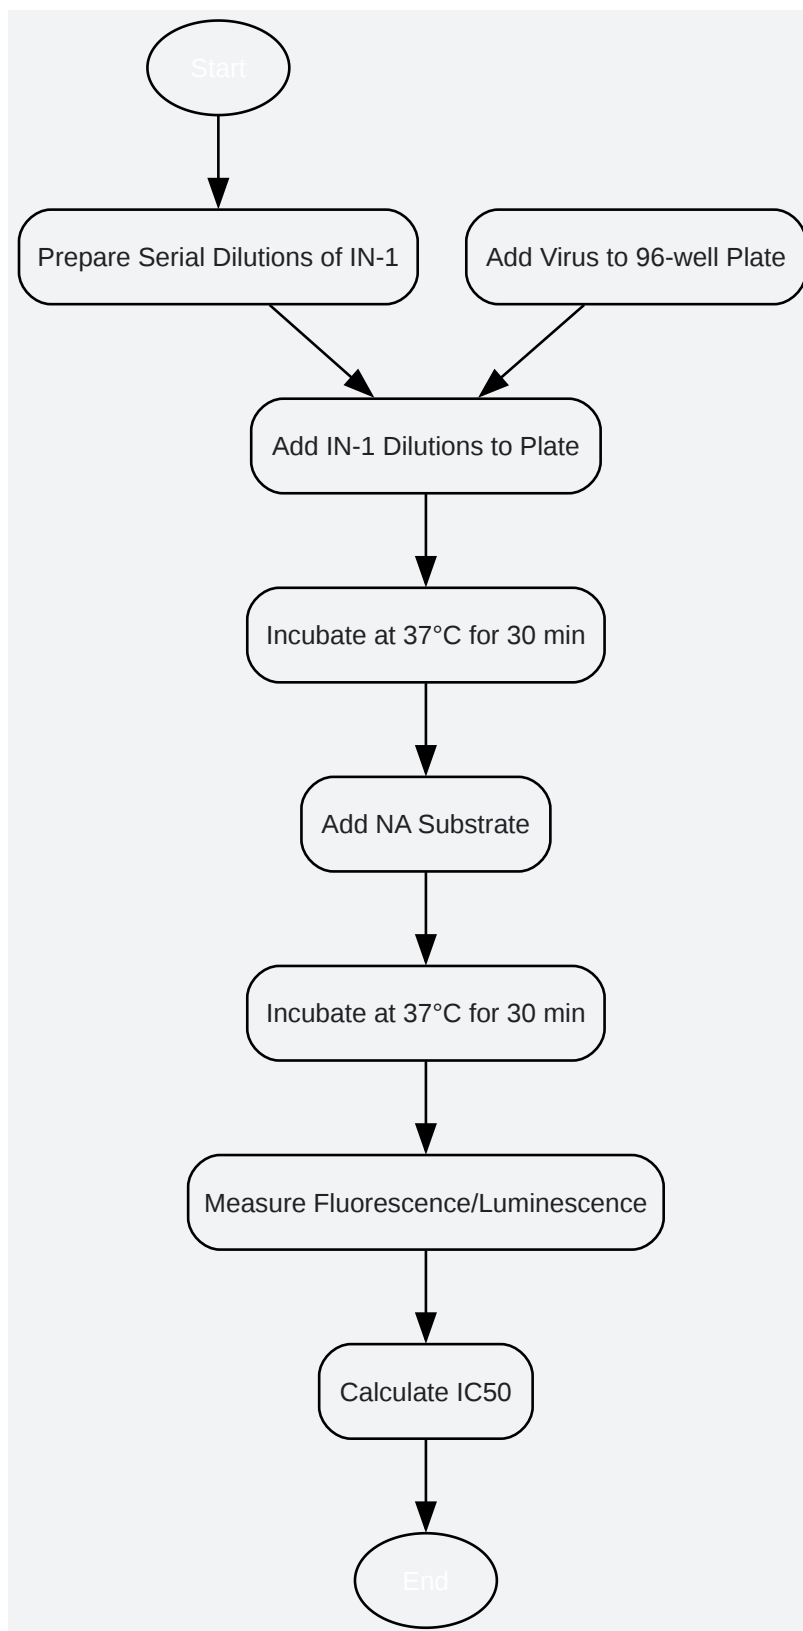 Start
Prepare Serial Dilutions of IN-1
Add Virus to 96-well Plate
Add IN-1 Dilutions to Plate
Incubate at 37°C for 30 min
Add NA Substrate
Incubate at 37°C for 30 min
Measure Fluorescence/Luminescence
Calculate IC50
End